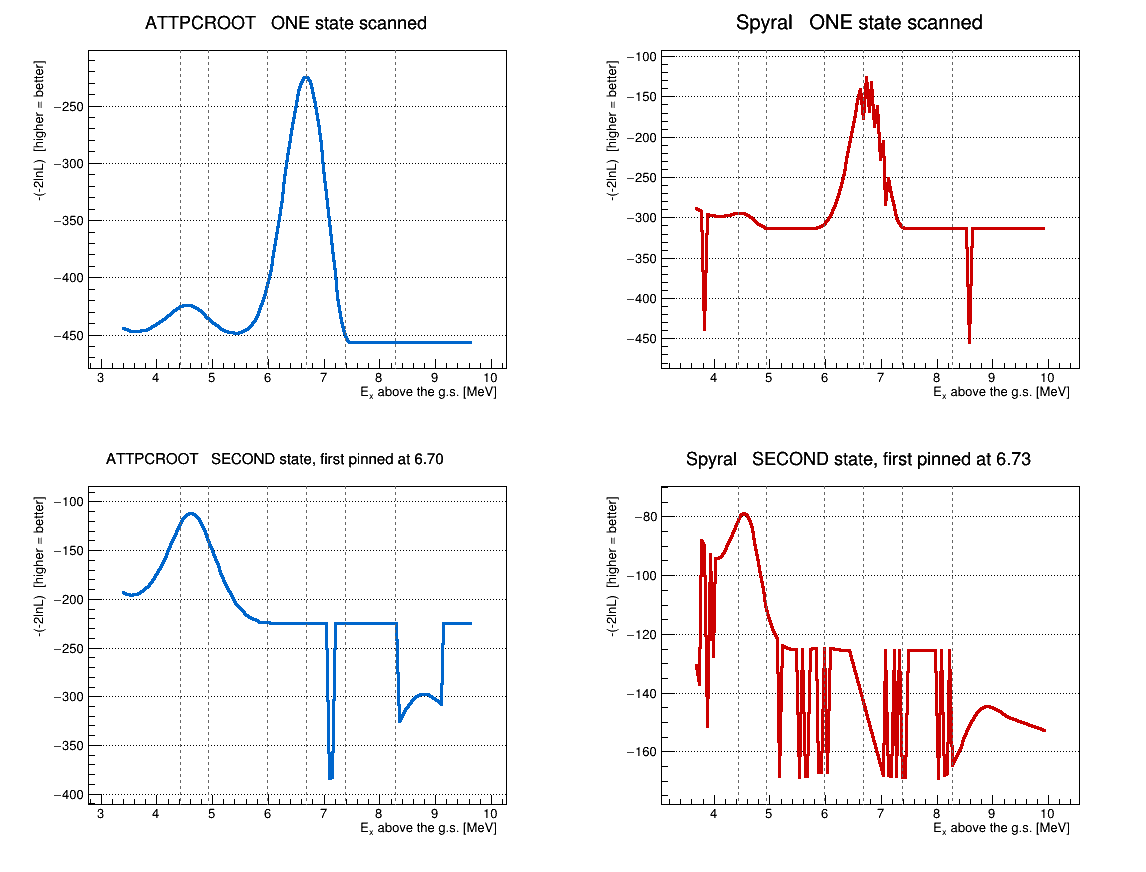 ATTPCROOT ONE state scanned
-(-2lnL) [higher = better]
−250
−300
−350
−400
−450
3 4 5 6 7 8 9 10
Ex above the g.s. [MeV]
Spyral ONE state scanned
-(-2lnL) [higher = better]
−100
−150
−200
−250
−300
−350
−400
−450
4 5 6 7 8 9 10
Ex above the g.s. [MeV]
ATTPCROOT SECOND state, first pinned at 6.70
-(-2lnL) [higher = better]
−100
−150
−200
−250
−300
−350
−400
3 4 5 6 7 8 9 10
Ex above the g.s. [MeV]
Spyral SECOND state, first pinned at 6.73
-(-2lnL) [higher = better]
−80
−100
−120
−140
−160
4 5 6 7 8 9 10
Ex above the g.s. [MeV]